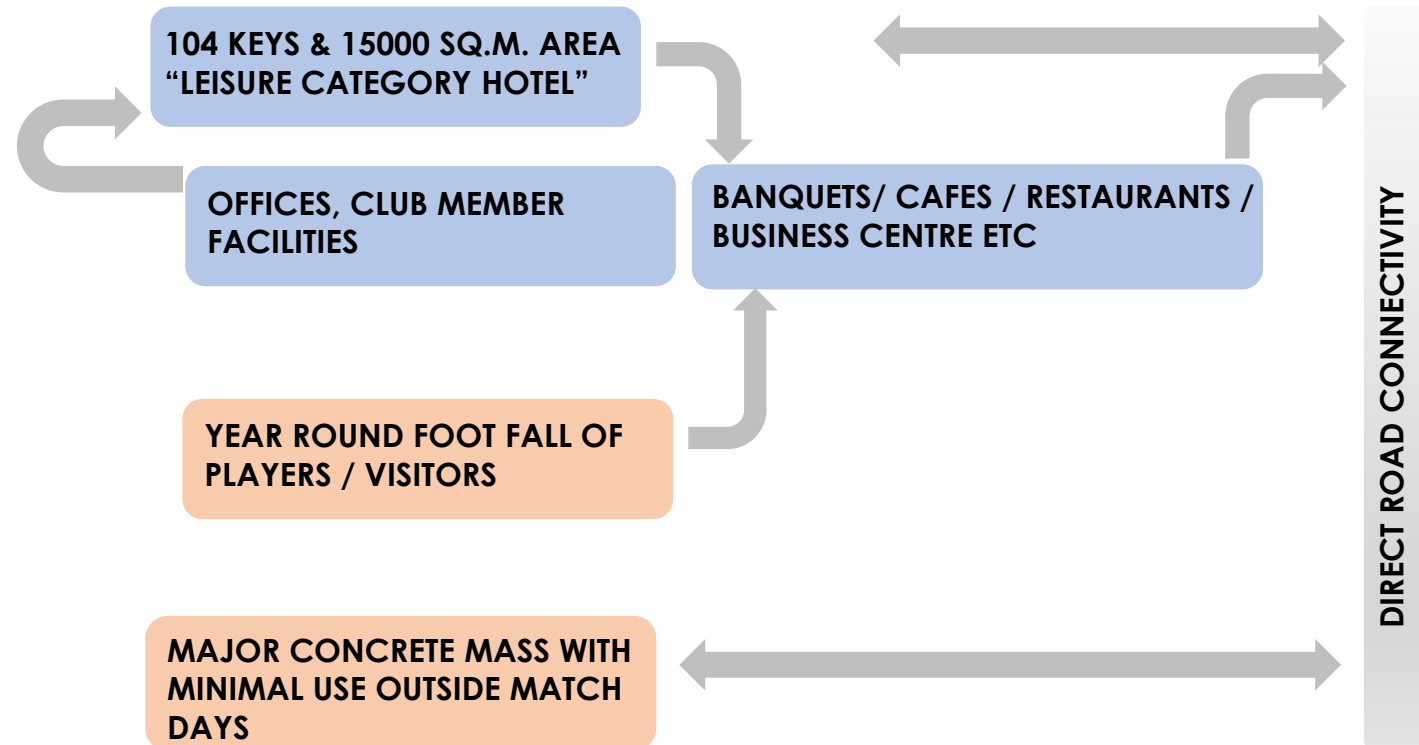 104 KEYS & 15000 SQ.M. AREA
“LEISURE CATEGORY HOTEL”
OFFICES, CLUB MEMBER
FACILITIES
BANQUETS/ CAFES / RESTAURANTS /
BUSINESS CENTRE ETC
YEAR ROUND FOOT FALL OF
PLAYERS / VISITORS
MAJOR CONCRETE MASS WITH
MINIMAL USE OUTSIDE MATCH
DAYS
DIRECT ROAD CONNECTIVITY